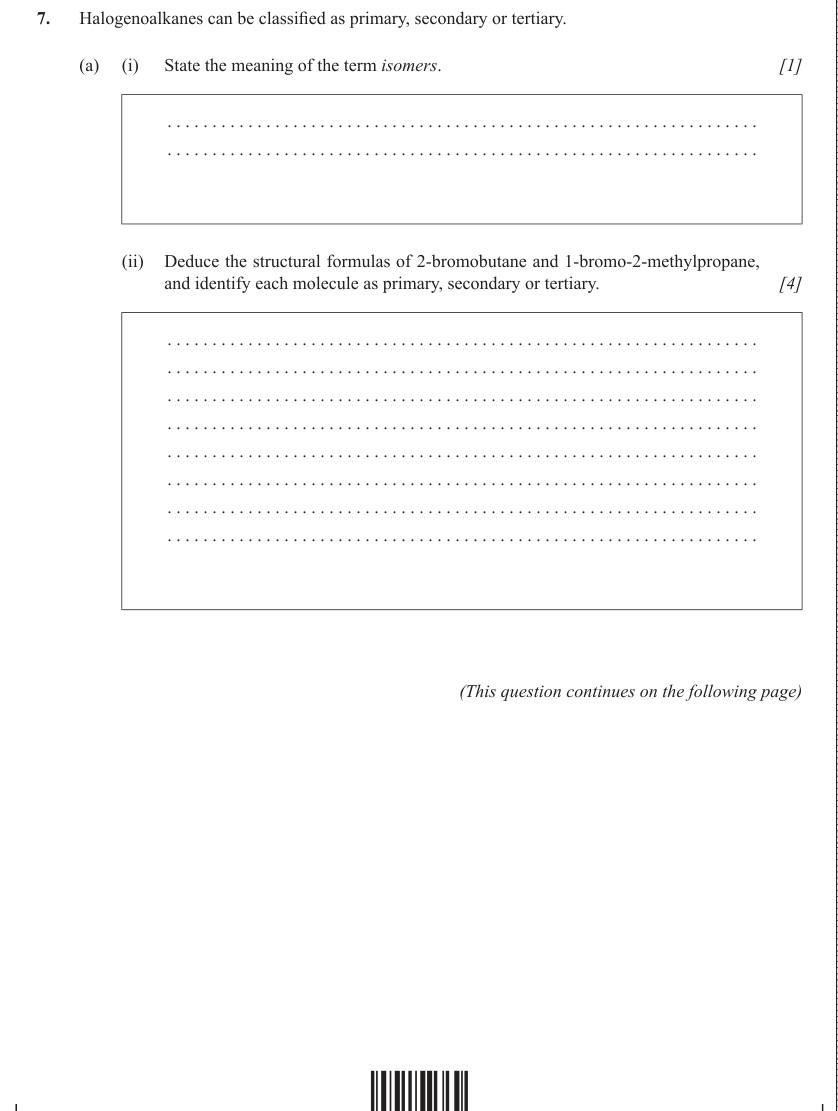 7. Halogenoalkanes can be classified as primary, secondary or tertiary.
(a) (i) State the meaning of the term isomers. [1]
(ii) Deduce the structural formulas of 2-bromobutane and 1-bromo-2-methylpropane,
and identify each molecule as primary, secondary or tertiary. [4]
(This question continues on the following page)